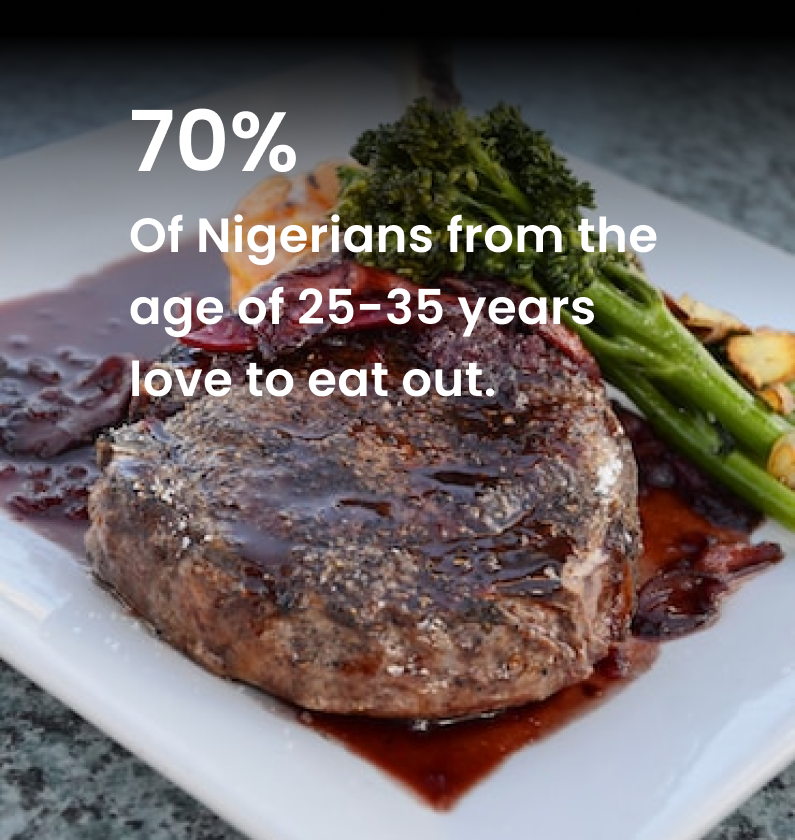 70%
Of Nigerians from the
age of 25-35 years
love to eat out.